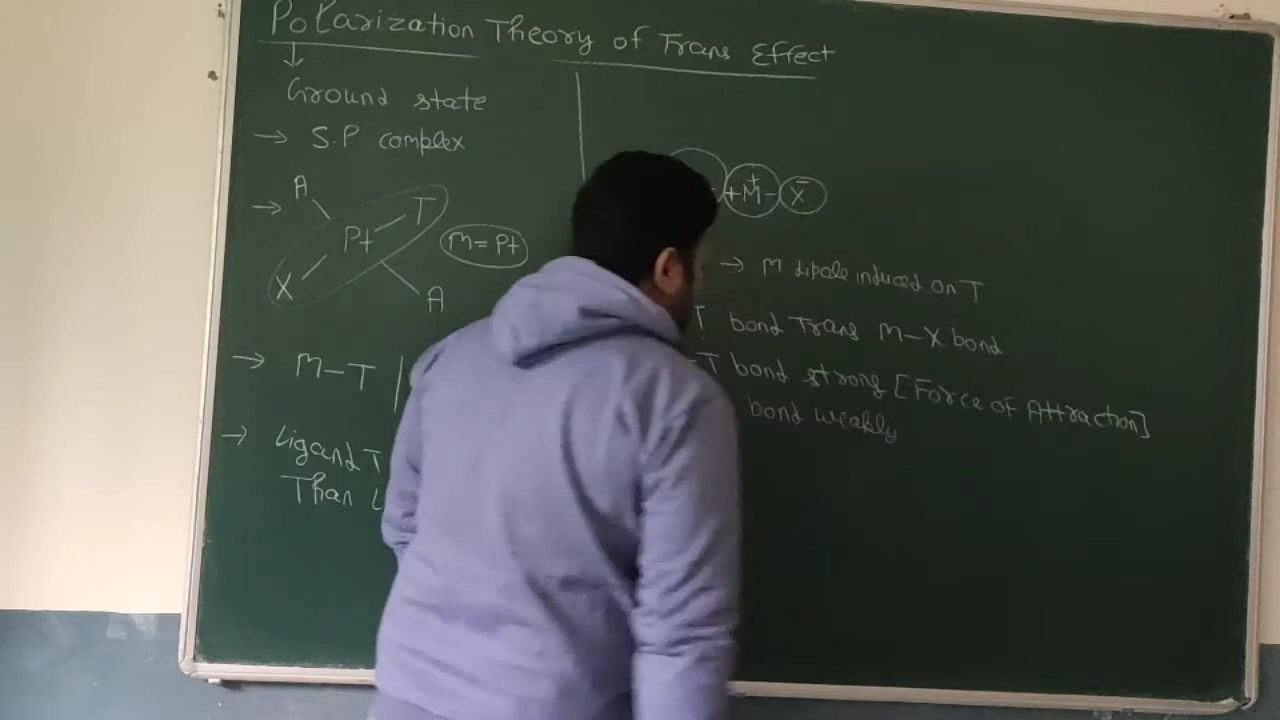 Polarization Theory of Trans Effect
↓
Ground state
→ S.P complex
→ A
T
Pt
M = Pt
X
A
→ M-T
→ Ligand T
Than
+M+- X-
→ M dipole induced on T
T bond Trans M-X bond
-T bond strong [Force of Attraction]
bond weakly